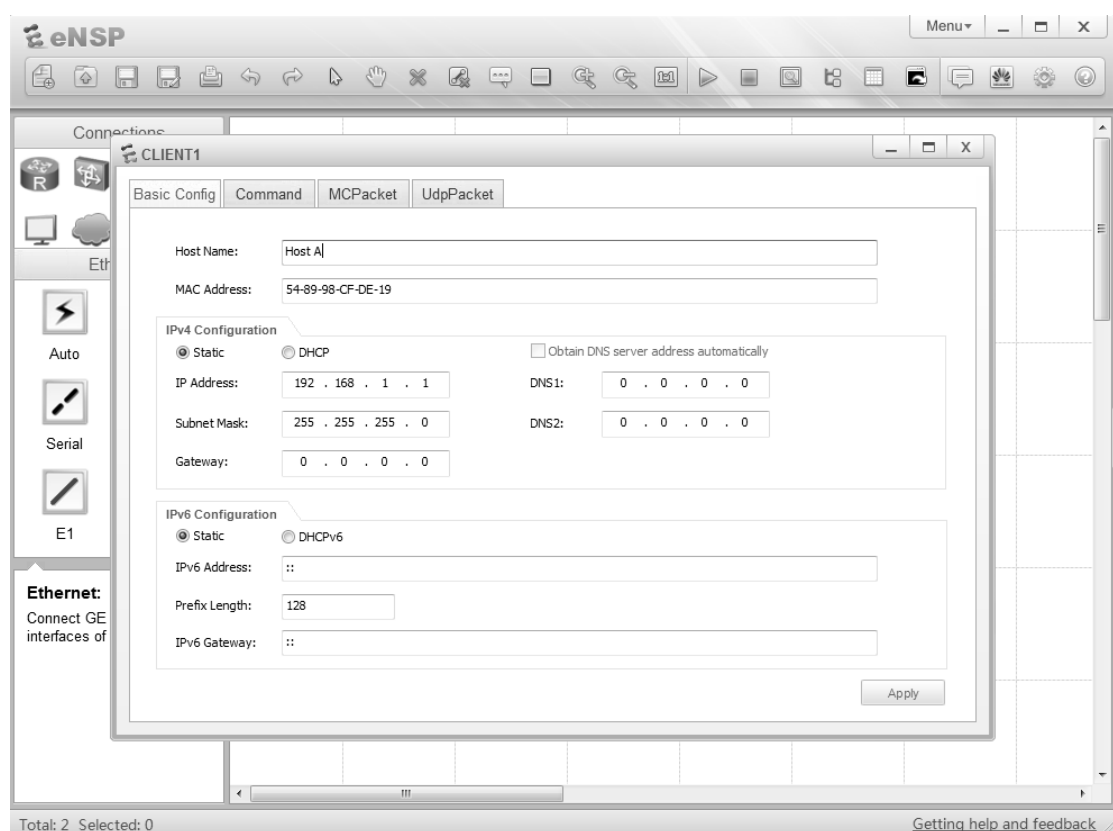 eNSP
Menu
Connections
R
CLIENT1
Basic Config Command MCPacket UdpPacket
Host Name: Host A
MAC Address: 54-89-98-CF-DE-19
IPv4 Configuration
Static DHCP Obtain DNS server address automatically
IP Address: 192 . 168 . 1 . 1 DNS1: 0 . 0 . 0 . 0
Subnet Mask: 255 . 255 . 255 . 0 DNS2: 0 . 0 . 0 . 0
Gateway: 0 . 0 . 0 . 0
IPv6 Configuration
Static DHCPv6
IPv6 Address: ::
Prefix Length: 128
IPv6 Gateway: ::
Apply
Eth
Auto
Serial
E1
Ethernet:
Connect GE
interfaces of
Total: 2 Selected: 0
Getting help and feedback